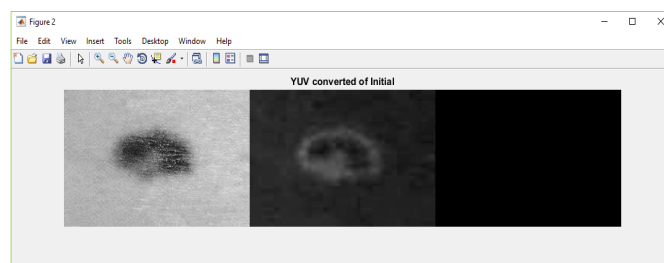 Figure 2
File Edit View Insert Tools Desktop Window Help
YUV converted of Initial